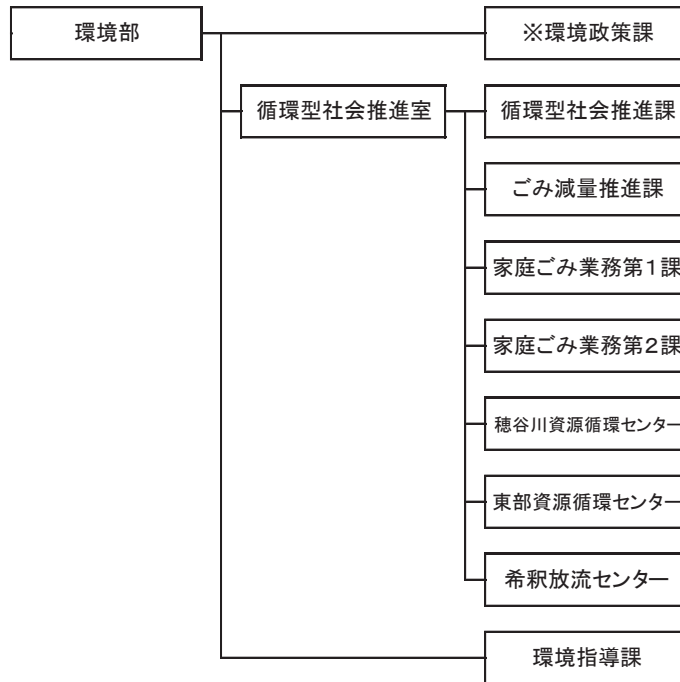 環境部
※環境政策課
循環型社会推進室
循環型社会推進課
ごみ減量推進課
家庭ごみ業務第1課
家庭ごみ業務第2課
穂谷川資源循環センター
東部資源循環センター
希釈放流センター
環境指導課